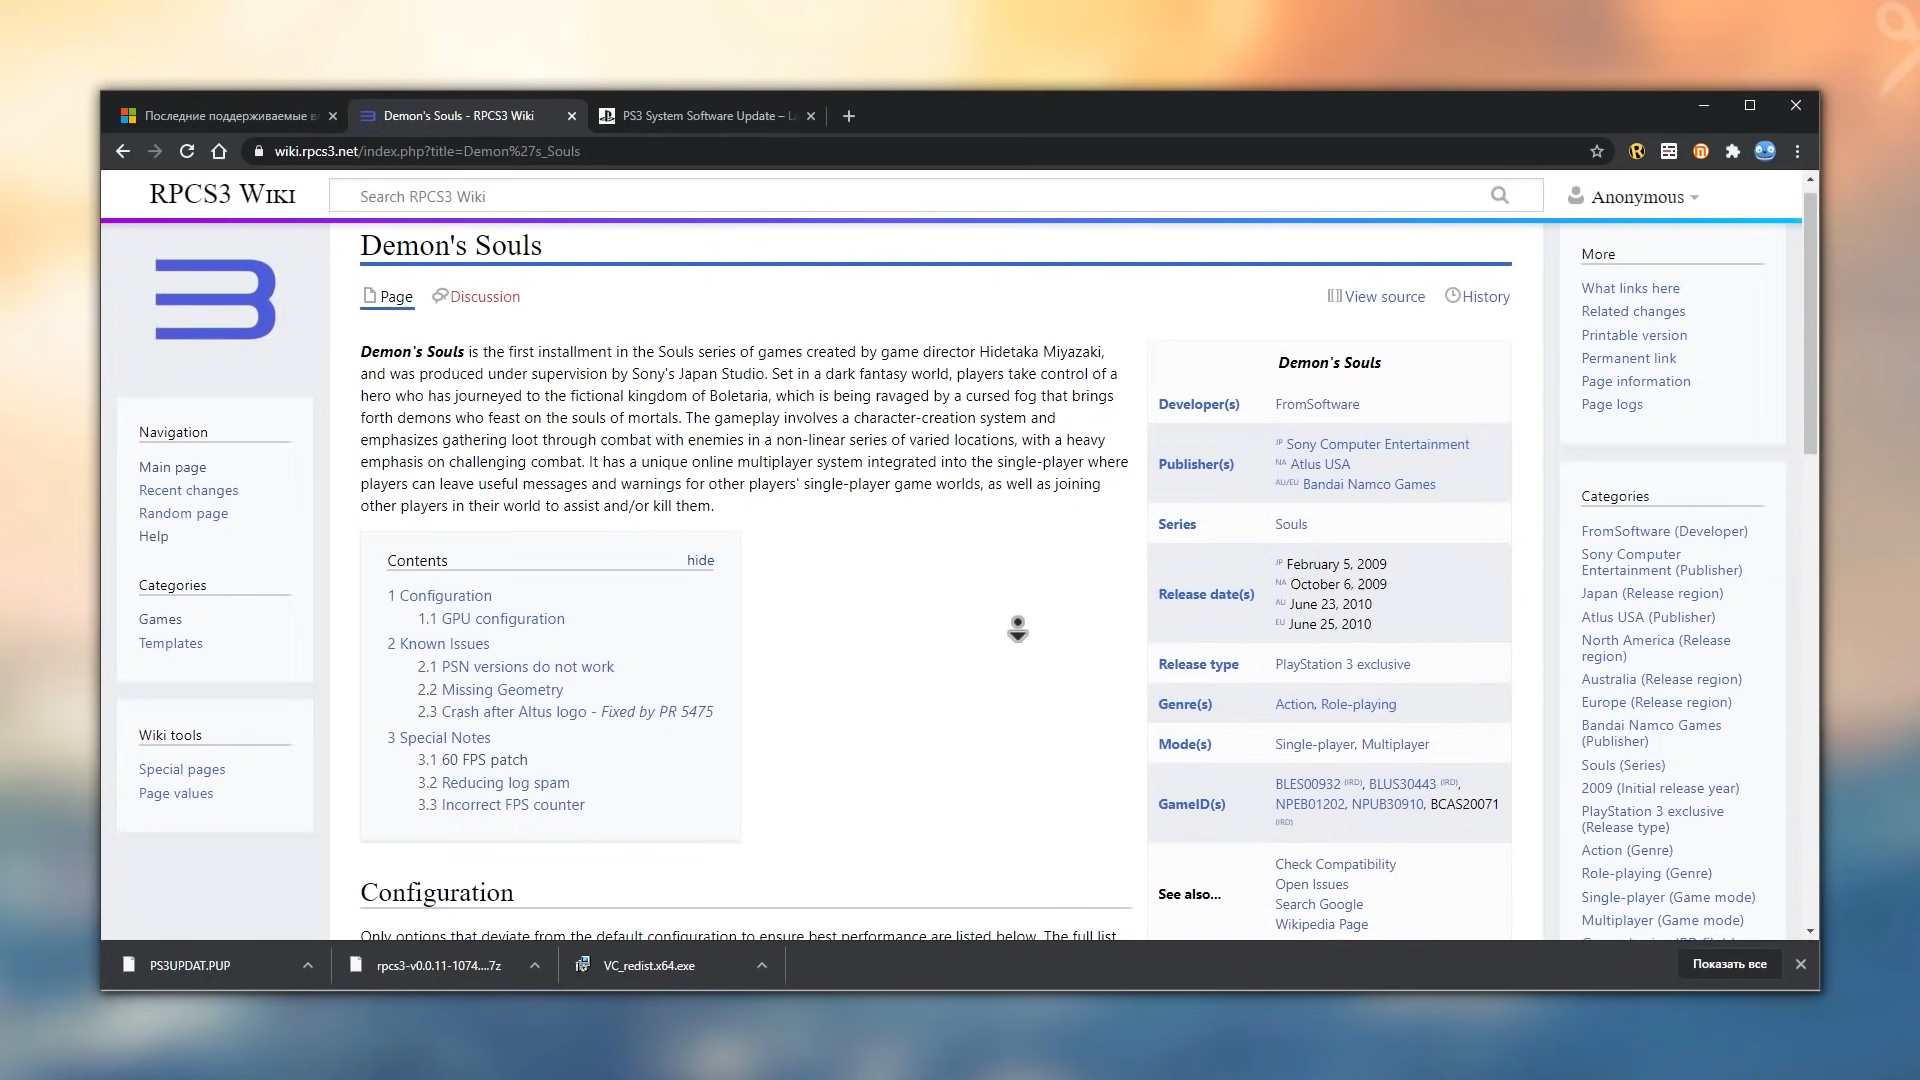 Последние поддерживаемые в
Demon's Souls - RPCS3 Wiki
PS3 System Software Update – La
wiki.rpcs3.net/index.php?title=Demon%27s_Souls
RPCS3 Wiki
Search RPCS3 Wiki
Anonymous
Demon's Souls
Page
Discussion
View source
History
Demon's Souls is the first installment in the Souls series of games created by game director Hidetaka Miyazaki,
and was produced under supervision by Sony's Japan Studio. Set in a dark fantasy world, players take control of a
hero who has journeyed to the fictional kingdom of Boletaria, which is being ravaged by a cursed fog that brings
forth demons who feast on the souls of mortals. The gameplay involves a character-creation system and
emphasizes gathering loot through combat with enemies in a non-linear series of varied locations, with a heavy
emphasis on challenging combat. It has a unique online multiplayer system integrated into the single-player where
players can leave useful messages and warnings for other players' single-player game worlds, as well as joining
other players in their world to assist and/or kill them.
Contents
hide
1 Configuration
1.1 GPU configuration
2 Known Issues
2.1 PSN versions do not work
2.2 Missing Geometry
2.3 Crash after Altus logo - Fixed by PR 5475
3 Special Notes
3.1 60 FPS patch
3.2 Reducing log spam
3.3 Incorrect FPS counter
Configuration
Only options that deviate from the default configuration to ensure best performance are listed below. The full list
Navigation
Main page
Recent changes
Random page
Help
Categories
Games
Templates
Wiki tools
Special pages
Page values
Demon's Souls
Developer(s) FromSoftware
Publisher(s)
JP Sony Computer Entertainment
NA Atlus USA
AU/EU Bandai Namco Games
Series Souls
Release date(s)
JP February 5, 2009
NA October 6, 2009
AU June 23, 2010
EU June 25, 2010
Release type PlayStation 3 exclusive
Genre(s) Action, Role-playing
Mode(s) Single-player, Multiplayer
GameID(s)
BLES00932 (IRD), BLUS30443 (IRD),
NPEB01202, NPUB30910, BCAS20071
(IRD)
See also...
Check Compatibility
Open Issues
Search Google
Wikipedia Page
More
What links here
Related changes
Printable version
Permanent link
Page information
Page logs
Categories
FromSoftware (Developer)
Sony Computer
Entertainment (Publisher)
Japan (Release region)
Atlus USA (Publisher)
North America (Release
region)
Australia (Release region)
Europe (Release region)
Bandai Namco Games
(Publisher)
Souls (Series)
2009 (Initial release year)
PlayStation 3 exclusive
(Release type)
Action (Genre)
Role-playing (Genre)
Single-player (Game mode)
Multiplayer (Game mode)
PS3UPDAT.PUP
rpcs3-v0.0.11-1074....7z
VC_redist.x64.exe
Показать все